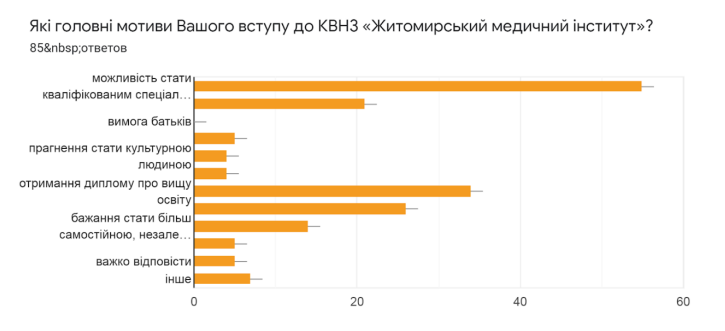 Які головні мотиви Вашого вступу до КВНЗ «Житомирський медичний інститут»?
85&nbsp;ответов
можливість стати
кваліфікованим спеціал…
вимога батьків
прагнення стати культурною
людиною
отримання диплому про вищу
освіту
бажання стати більш
самостійною, незале…
важко відповісти
інше
0
20
40
60